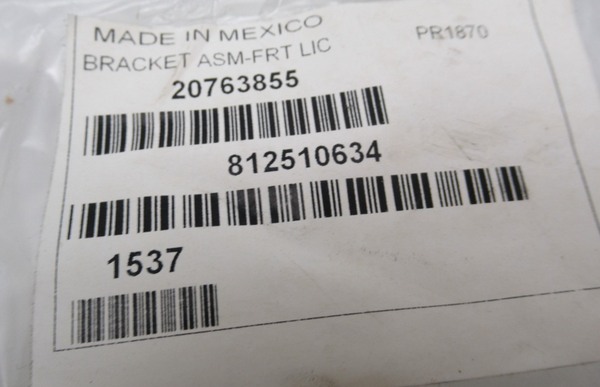 MADE IN MEXICO
PR1870
BRACKET ASM-FRT LIC
20763855
812510634
1537